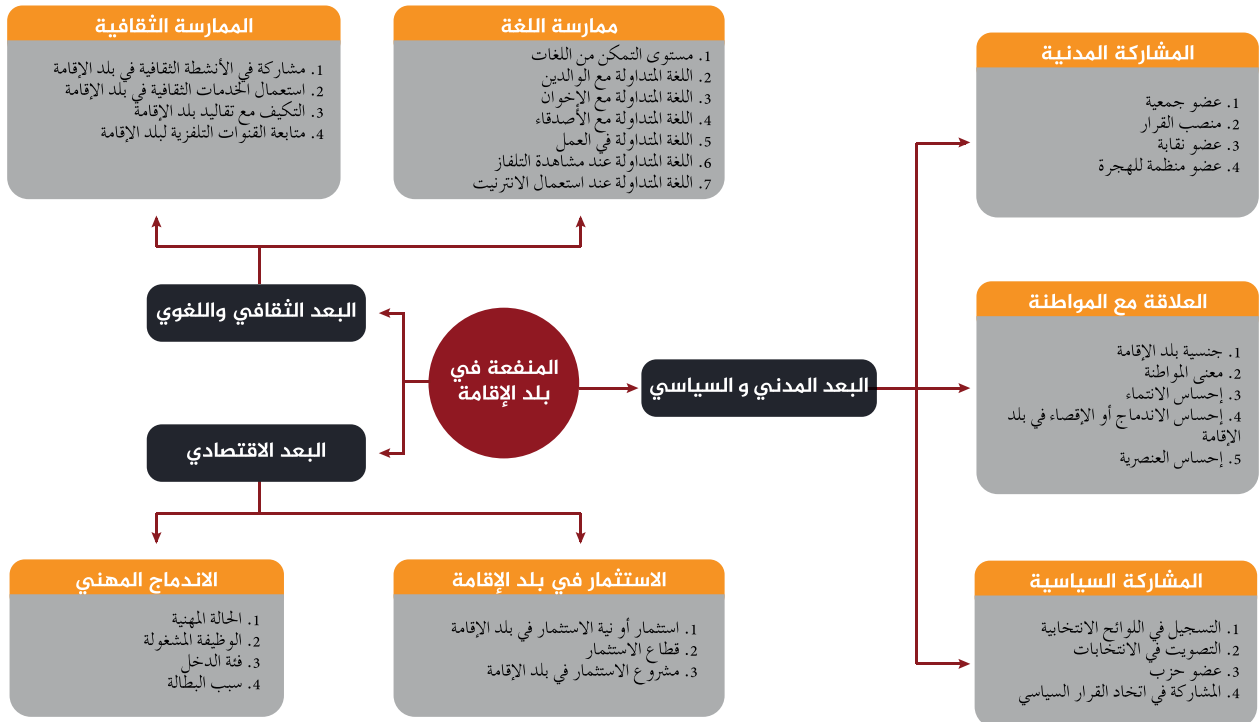 المشاركة المدنية
1. عضو جمعية
2. منصب القرار
3. عضو نقابة
4. عضو منظمة للهجرة
ممارسة اللغة
1. مستوى التمكن من اللغات
2. اللغة المتداولة مع الوالدين
3. اللغة المتداولة مع الإخوان
4. اللغة المتداولة مع الأصدقاء
5. اللغة المتداولة في العمل
6. اللغة المتداولة عند مشاهدة التلفاز
7. اللغة المتداولة عند استعمال الانترنيت
الممارسة الثقافية
1. مشاركة في الأنشطة الثقافية في بلد الإقامة
2. استعمال الخدمات الثقافية في بلد الإقامة
3. التكيف مع تقاليد بلد الإقامة
4. متابعة القنوات التلفزية لبلد الإقامة
العلاقة مع المواطنة
1. جنسية بلد الإقامة
2. معنى المواطنة
3. إحساس الانتماء
4. إحساس الاندماج أو الإقصاء في بلد
الإقامة
5. إحساس العنصرية
البعد المدني و السياسي
المنفعة في
بلد الإقامة
البعد الثقافي واللغوي
البعد الاقتصادي
المشاركة السياسية
1. التسجيل في اللوائح الانتخابية
2. التصويت في الانتخابات
3. عضو حزب
4. المشاركة في اتخاد القرار السياسي
الاستثمار في بلد الإقامة
1. استثمار أو نية الاستثمار في بلد الإقامة
2. قطاع الاستثمار
3. مشروع الاستثمار في بلد الإقامة
الاندماج المهني
1. الحالة المهنية
2. الوظيفة المشغولة
3. فئة الدخل
4. سبب البطالة